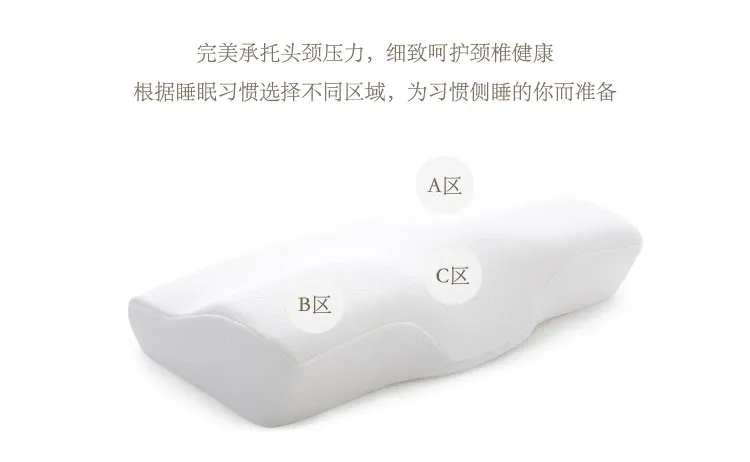 完美承托头颈压力，细致呵护颈椎健康
根据睡眠习惯选择不同区域，为习惯侧睡的你而准备
A区
C区
B区